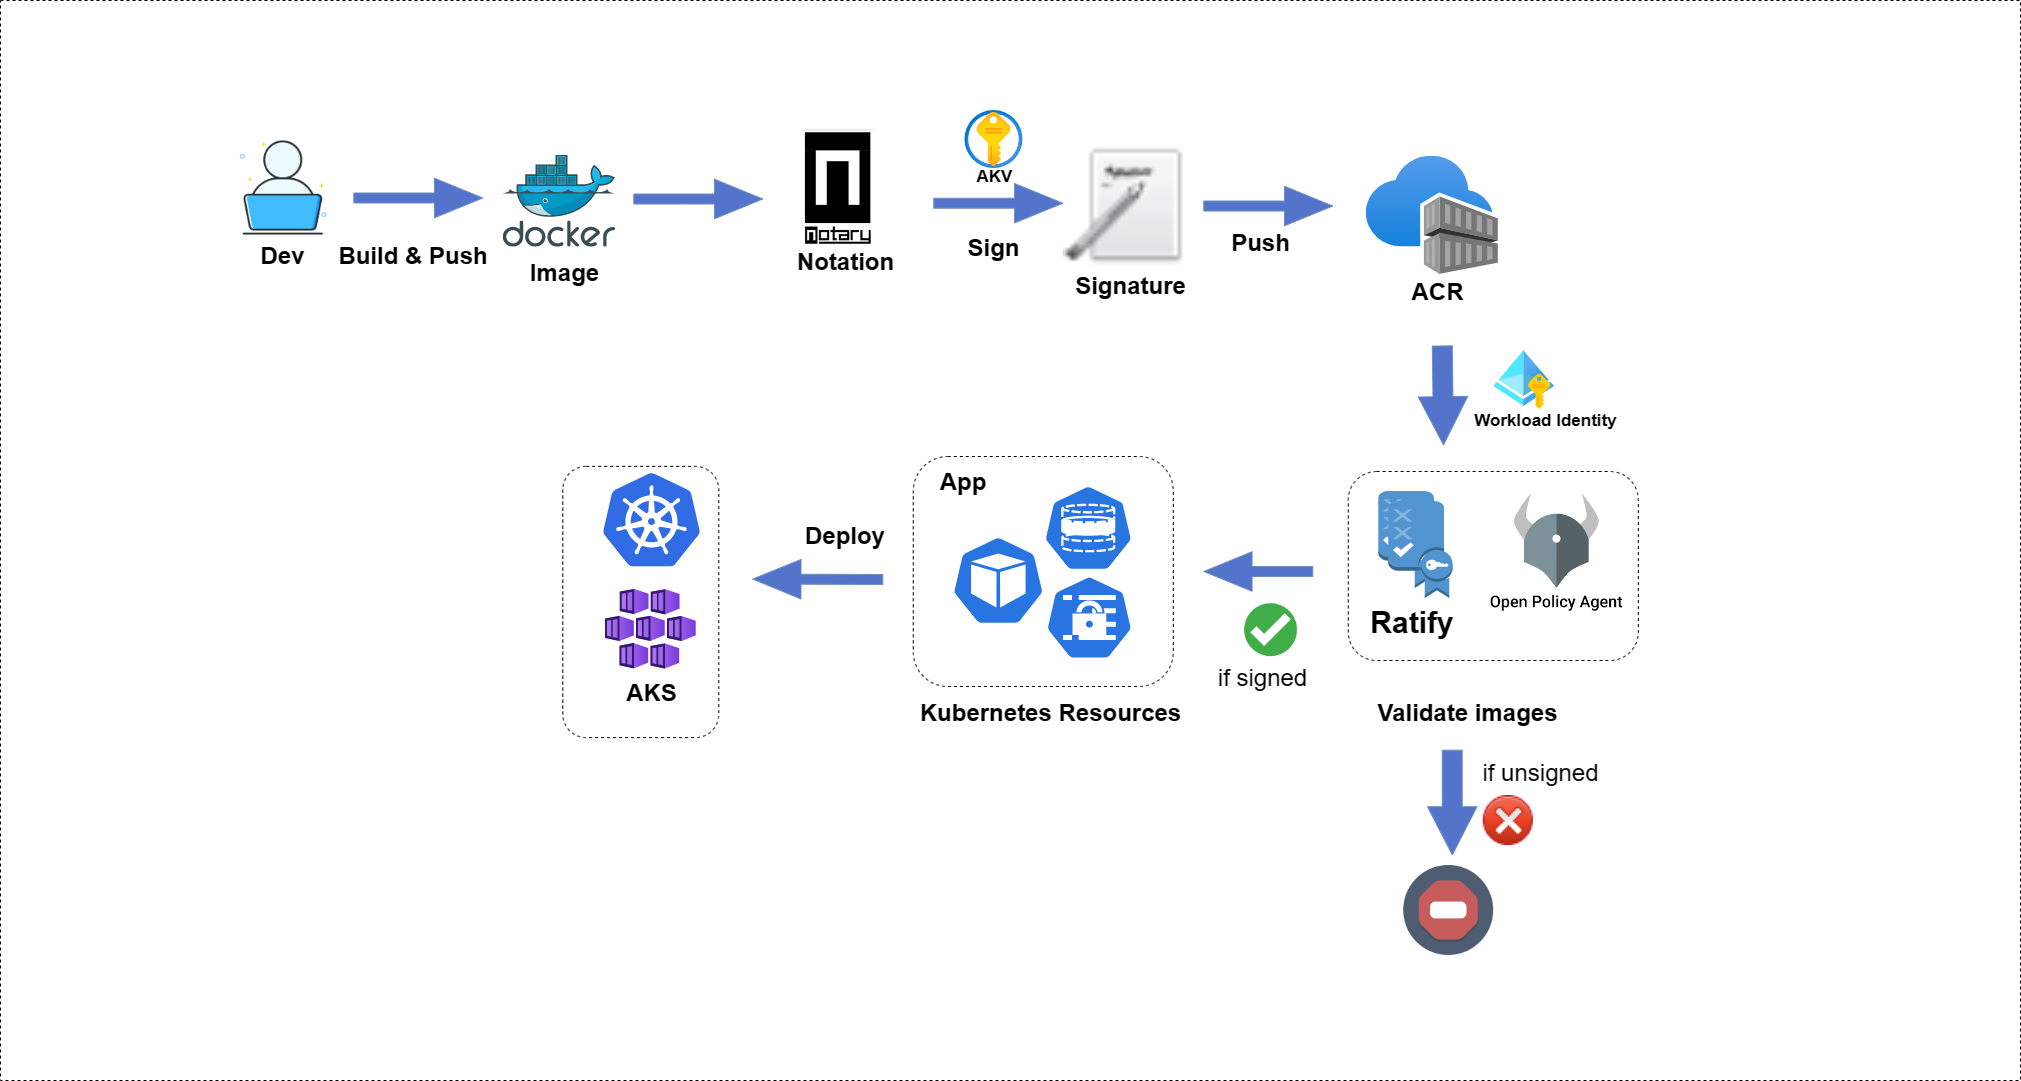 Dev
Build & Push
docker
Image
notary
Notation
AKV
Sign
Signature
Push
ACR
Workload Identity
Ratify
Open Policy Agent
Validate images
if signed
App
Kubernetes Resources
Deploy
AKS
if unsigned